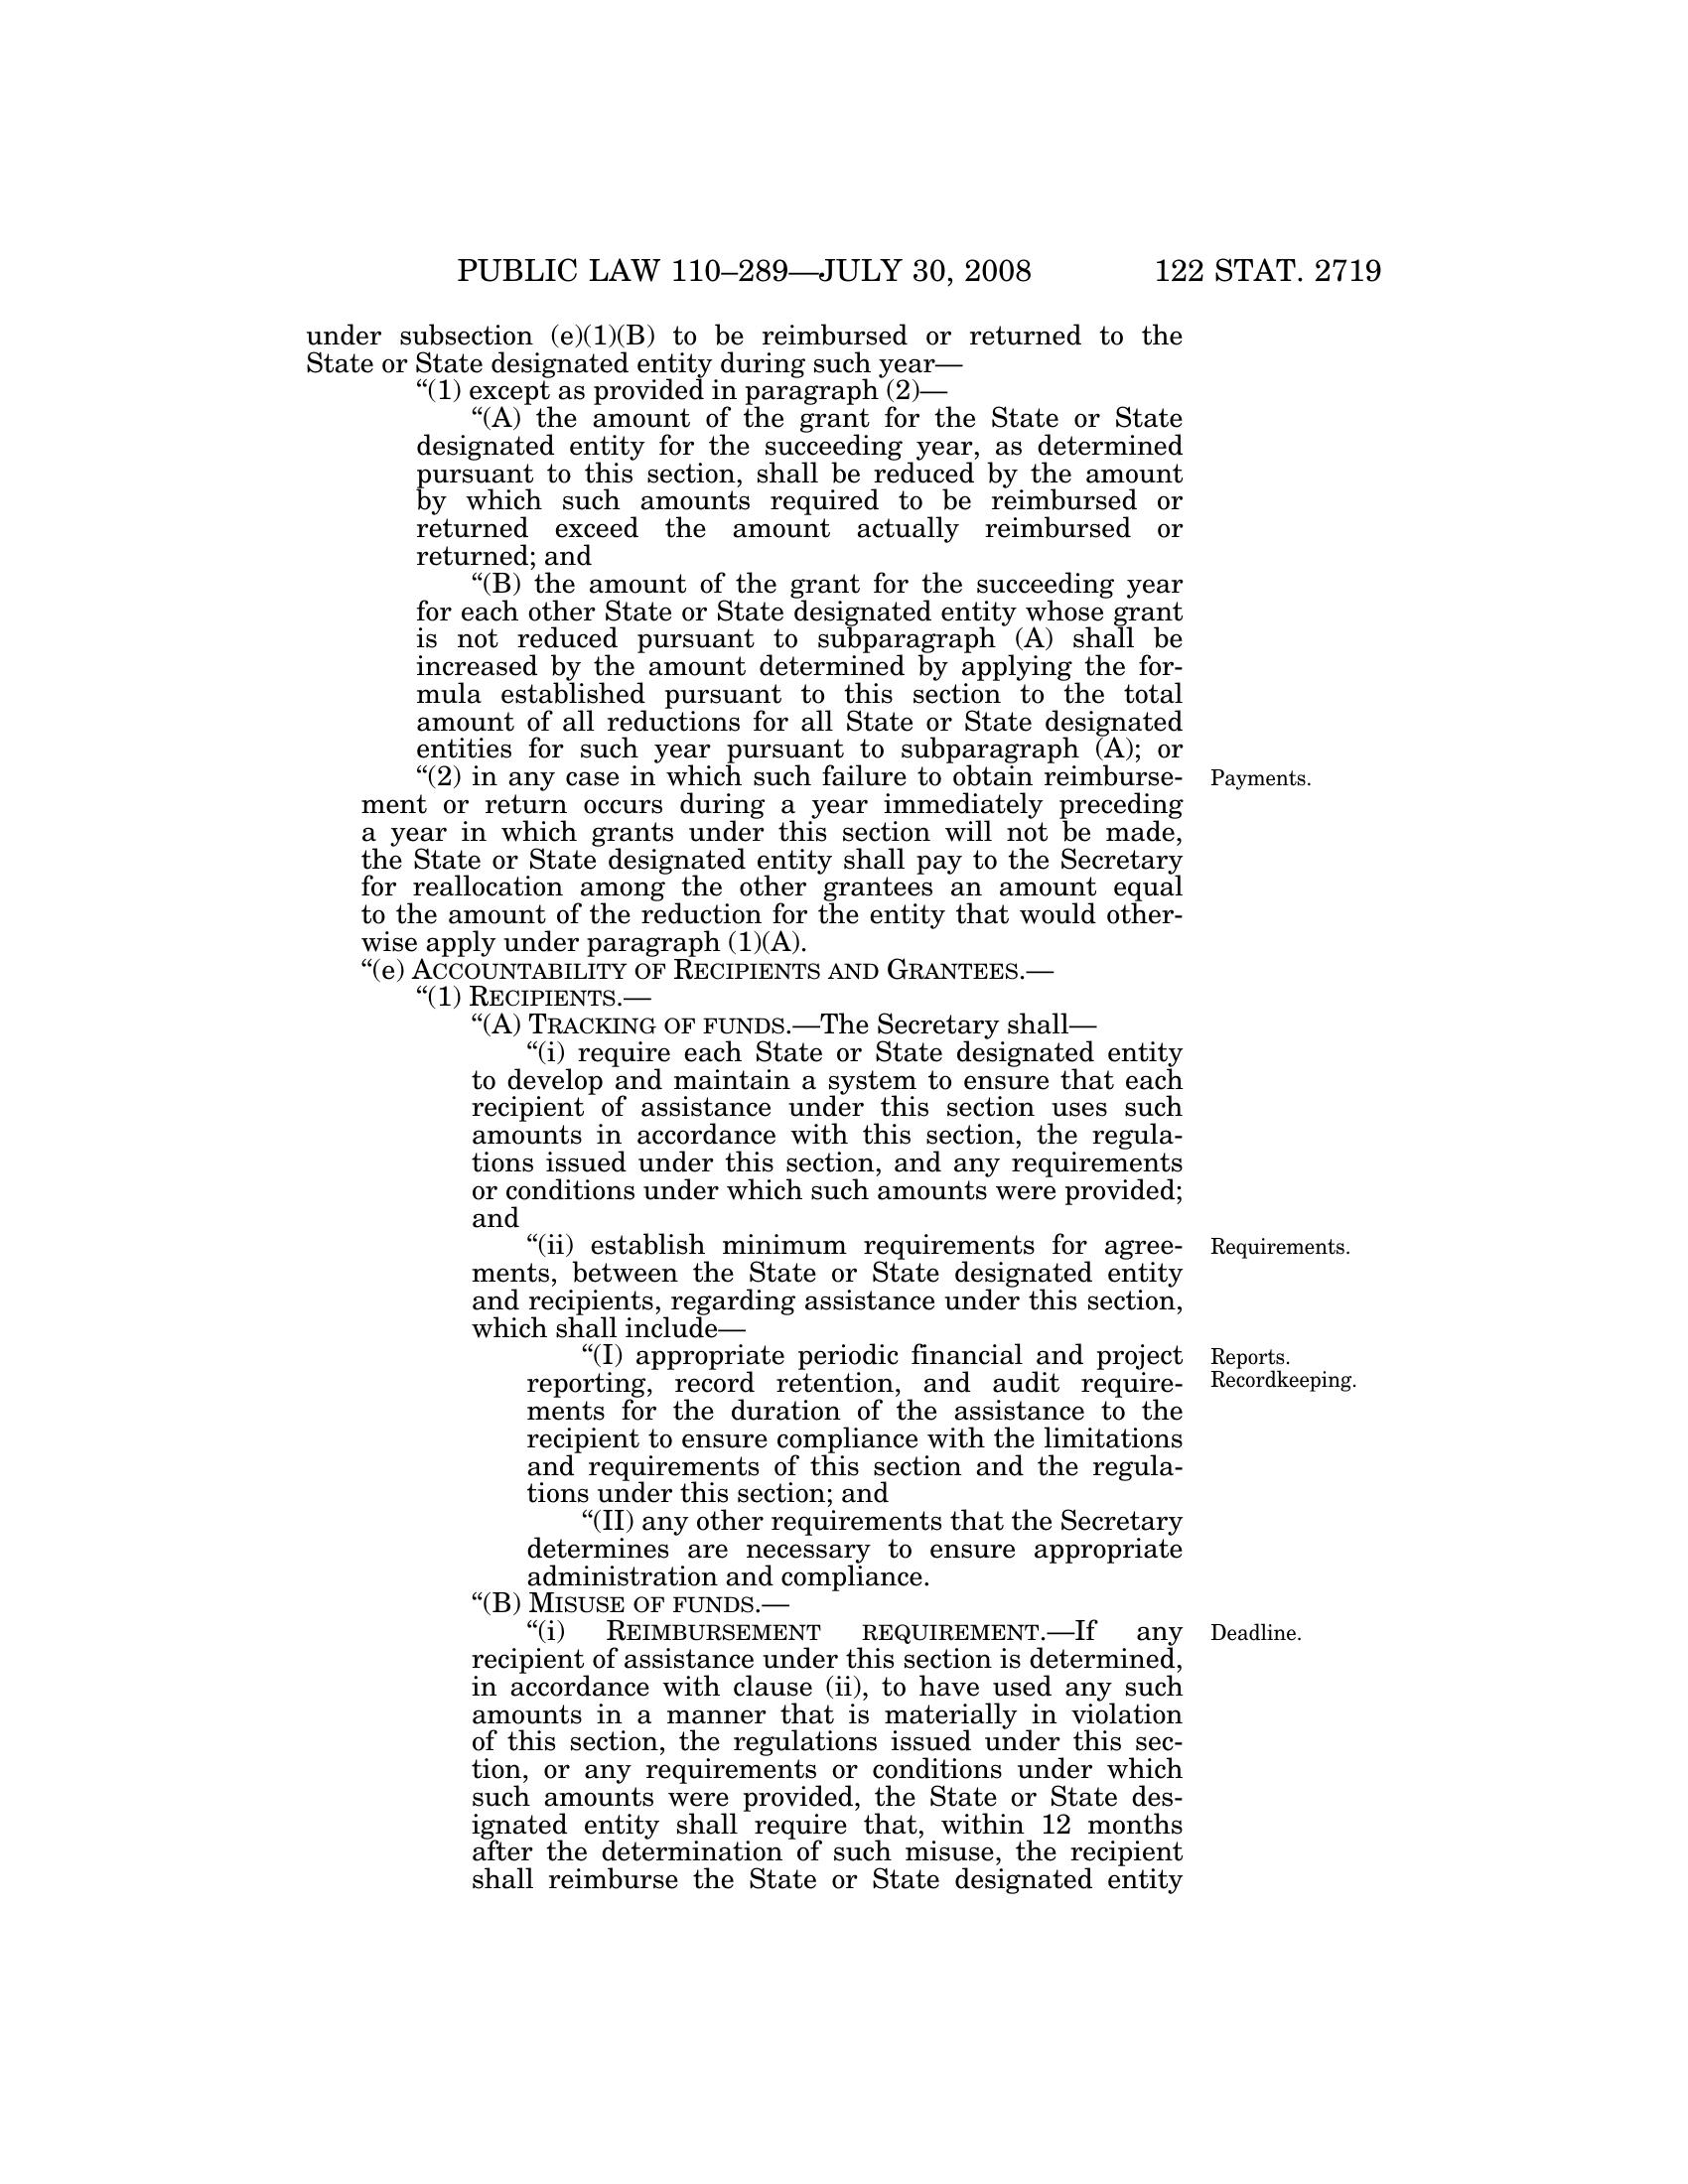 PUBLIC LAW 110–289—JULY 30, 2008 122 STAT. 2719
under subsection (e)(1)(B) to be reimbursed or returned to the
State or State designated entity during such year—
“(1) except as provided in paragraph (2)—
“(A) the amount of the grant for the State or State
designated entity for the succeeding year, as determined
pursuant to this section, shall be reduced by the amount
by which such amounts required to be reimbursed or
returned exceed the amount actually reimbursed or
returned; and
“(B) the amount of the grant for the succeeding year
for each other State or State designated entity whose grant
is not reduced pursuant to subparagraph (A) shall be
increased by the amount determined by applying the for-
mula established pursuant to this section to the total
amount of all reductions for all State or State designated
entities for such year pursuant to subparagraph (A); or
“(2) in any case in which such failure to obtain reimburse-
ment or return occurs during a year immediately preceding
a year in which grants under this section will not be made,
the State or State designated entity shall pay to the Secretary
for reallocation among the other grantees an amount equal
to the amount of the reduction for the entity that would other-
wise apply under paragraph (1)(A).
“(e) ACCOUNTABILITY OF RECIPIENTS AND GRANTEES.—
“(1) RECIPIENTS.—
“(A) TRACKING OF FUNDS.—The Secretary shall—
“(i) require each State or State designated entity
to develop and maintain a system to ensure that each
recipient of assistance under this section uses such
amounts in accordance with this section, the regula-
tions issued under this section, and any requirements
or conditions under which such amounts were provided;
and
“(ii) establish minimum requirements for agree-
ments, between the State or State designated entity
and recipients, regarding assistance under this section,
which shall include—
“(I) appropriate periodic financial and project
reporting, record retention, and audit require-
ments for the duration of the assistance to the
recipient to ensure compliance with the limitations
and requirements of this section and the regula-
tions under this section; and
“(II) any other requirements that the Secretary
determines are necessary to ensure appropriate
administration and compliance.
“(B) MISUSE OF FUNDS.—
“(i) REIMBURSEMENT REQUIREMENT.—If any
recipient of assistance under this section is determined,
in accordance with clause (ii), to have used any such
amounts in a manner that is materially in violation
of this section, the regulations issued under this sec-
tion, or any requirements or conditions under which
such amounts were provided, the State or State des-
ignated entity shall require that, within 12 months
after the determination of such misuse, the recipient
shall reimburse the State or State designated entity
Payments.
Requirements.
Reports.
Recordkeeping.
Deadline.